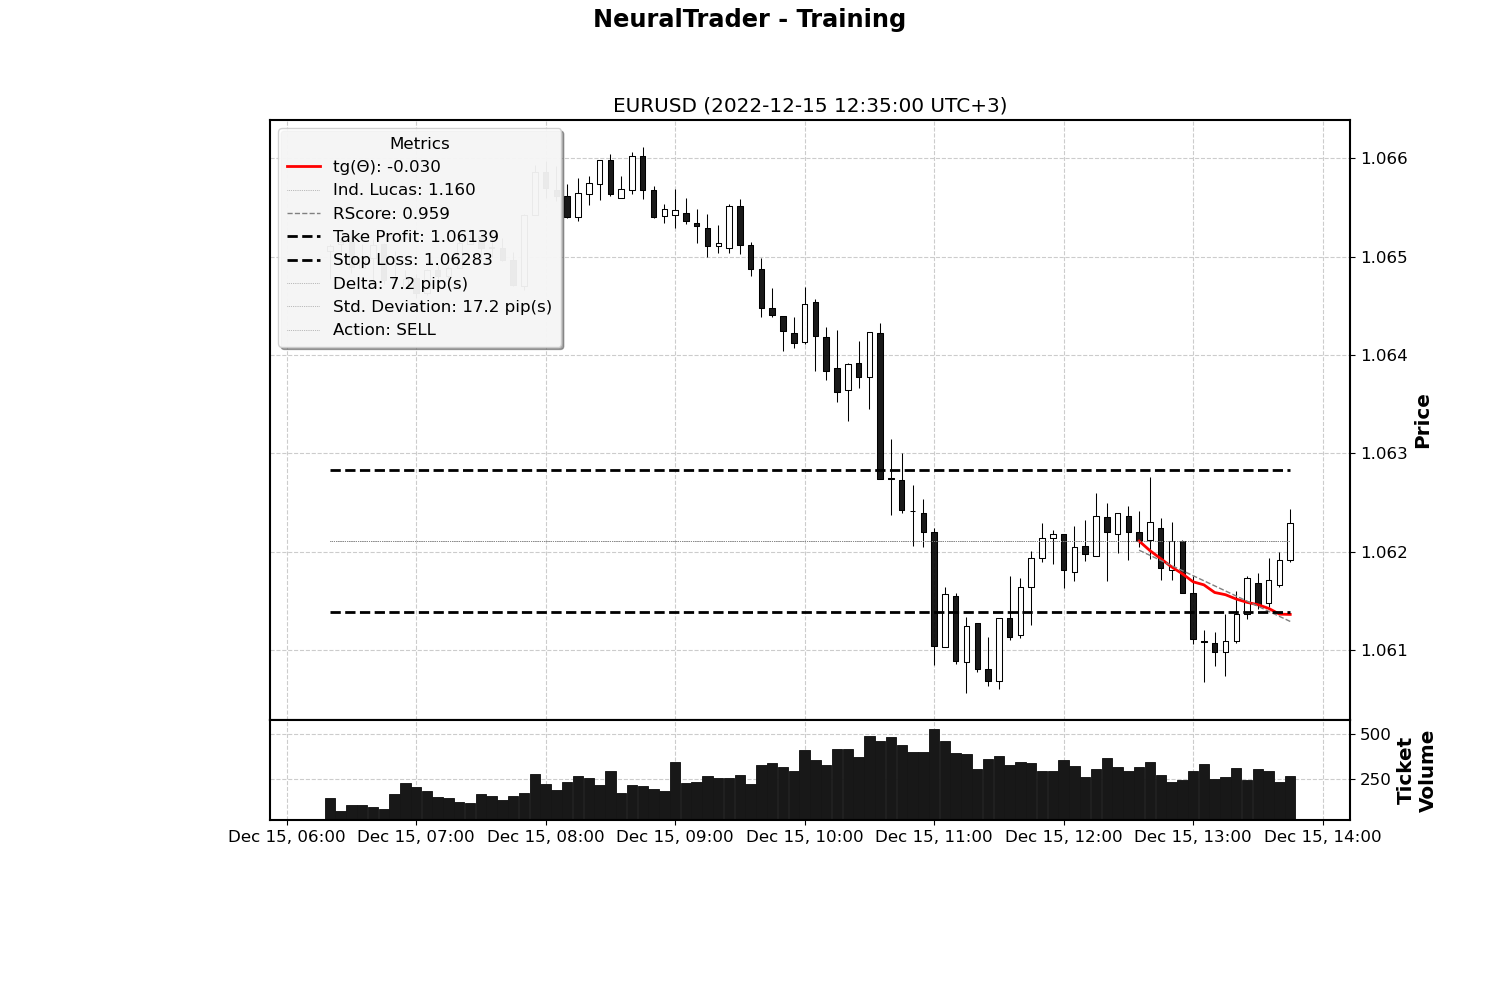 NeuralTrader - Training
EURUSD (2022-12-15 12:35:00 UTC+3)
Metrics
tg(Θ): -0.030
Ind. Lucas: 1.160
RScore: 0.959
Take Profit: 1.06139
Stop Loss: 1.06283
Delta: 7.2 pip(s)
Std. Deviation: 17.2 pip(s)
Action: SELL
1.066
1.065
1.064
1.063
1.062
1.061
Price
500
250
Ticket
Volume
Dec 15, 06:00
Dec 15, 07:00
Dec 15, 08:00
Dec 15, 09:00
Dec 15, 10:00
Dec 15, 11:00
Dec 15, 12:00
Dec 15, 13:00
Dec 15, 14:00